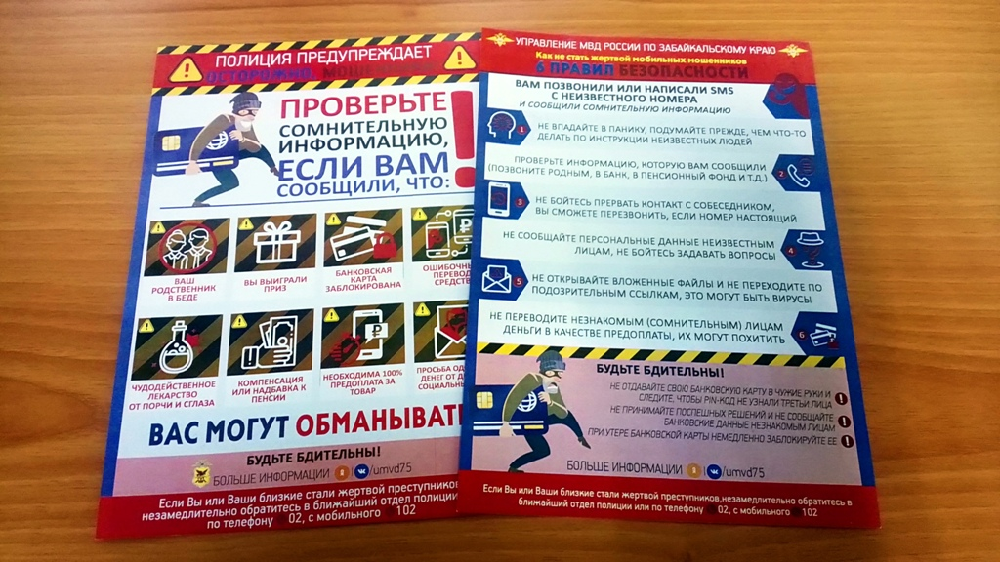 ПОЛИЦИЯ ПРЕДУПРЕЖДАЕТ
ОСТОРОЖНО,
ПРОВЕРЬТЕ
СОМНИТЕЛЬНУЮ
ИНФОРМАЦИЮ,
ЕСЛИ ВАМ
СООБЩИЛИ, ЧТО:
ВАШ
РОДСТВЕННИК
В БЕДЕ
ВЫ ВЫИГРАЛИ
ПРИЗ
БАНКОВСКАЯ
КАРТА
ЗАБЛОКИРОВАНА
ОШИБОЧН
ПЕРЕВОД
СРЕДСТВ
ЧУДОДЕЙСТВЕННОЕ
ЛЕКАРСТВО
ОТ ПОРЧИ И СГЛАЗА
КОМПЕНСАЦИЯ
ИЛИ НАДБАВКА К
ПЕНСИИ
НЕОБХОДИМА 100%
ПРЕДОПЛАТА ЗА
ТОВАР
ПРОСЬБА
ДЕНЕГ ОТ
СОЦИАЛЬН
ВАС МОГУТ ОБМАНЫВАТ
БУДЬТЕ БДИТЕЛЬНЫ!
БОЛЬШЕ ИНФОРМАЦИИ /umvd75
Если Вы или Ваши близкие стали жертвой преступников
незамедлительно обратитесь в ближайший отдел полиции
по телефону 02, с мобильного 102
УПРАВЛЕНИЕ МВД РОССИИ ПО ЗАБАЙКАЛЬСКОМУ КРАЮ
Как не стать жертвой мобильных мошенников
6 ПРАВИЛ БЕЗОПАСНОСТИ
ВАМ ПОЗВОНИЛИ ИЛИ НАПИСАЛИ SMS
С НЕИЗВЕСТНОГО НОМЕРА
И СООБЩИЛИ СОМНИТЕЛЬНУЮ ИНФОРМАЦИЮ
1 НЕ ВПАДАЙТЕ В ПАНИКУ, ПОДУМАЙТЕ ПРЕЖДЕ, ЧЕМ ЧТО-ТО
ДЕЛАТЬ ПО ИНСТРУКЦИИ НЕИЗВЕСТНЫХ ЛЮДЕЙ
ПРОВЕРЬТЕ ИНФОРМАЦИЮ, КОТОРУЮ ВАМ СООБЩИЛИ 2
(ПОЗВОНИТЕ РОДНЫМ, В БАНК, В ПЕНСИОННЫЙ ФОНД И Т.Д.)
3 НЕ БОЙТЕСЬ ПРЕРВАТЬ КОНТАКТ С СОБЕСЕДНИКОМ,
ВЫ СМОЖЕТЕ ПЕРЕЗВОНИТЬ, ЕСЛИ НОМЕР НАСТОЯЩИЙ
НЕ СООБЩАЙТЕ ПЕРСОНАЛЬНЫЕ ДАННЫЕ НЕИЗВЕСТНЫМ 4
ЛИЦАМ, НЕ БОЙТЕСЬ ЗАДАВАТЬ ВОПРОСЫ
5 НЕ ОТКРЫВАЙТЕ ВЛОЖЕННЫЕ ФАЙЛЫ И НЕ ПЕРЕХОДИТЕ ПО
ПОДОЗРИТЕЛЬНЫМ ССЫЛКАМ, ЭТО МОГУТ БЫТЬ ВИРУСЫ
НЕ ПЕРЕВОДИТЕ НЕЗНАКОМЫМ (СОМНИТЕЛЬНЫМ) ЛИЦАМ 6
ДЕНЬГИ В КАЧЕСТВЕ ПРЕДОПЛАТЫ, ИХ МОГУТ ПОХИТИТЬ
БУДЬТЕ БДИТЕЛЬНЫ!
НЕ ОТДАВАЙТЕ СВОЮ БАНКОВСКУЮ КАРТУ В ЧУЖИЕ РУКИ И
СЛЕДИТЕ, ЧТОБЫ PIN-КОД НЕ УЗНАЛИ ТРЕТЬИ ЛИЦА
НЕ ПРИНИМАЙТЕ ПОСПЕШНЫХ РЕШЕНИЙ И НЕ СООБЩАЙТЕ
БАНКОВСКИЕ ДАННЫЕ НЕЗНАКОМЫМ ЛИЦАМ
ПРИ УТЕРЕ БАНКОВСКОЙ КАРТЫ НЕМЕДЛЕННО ЗАБЛОКИРУЙТЕ ЕЕ
БОЛЬШЕ ИНФОРМАЦИИ /umvd75
Если Вы или Ваши близкие стали жертвой преступников,незамедлительно обратитесь в
ближайший отдел полиции или по телефону 02, с мобильного 102